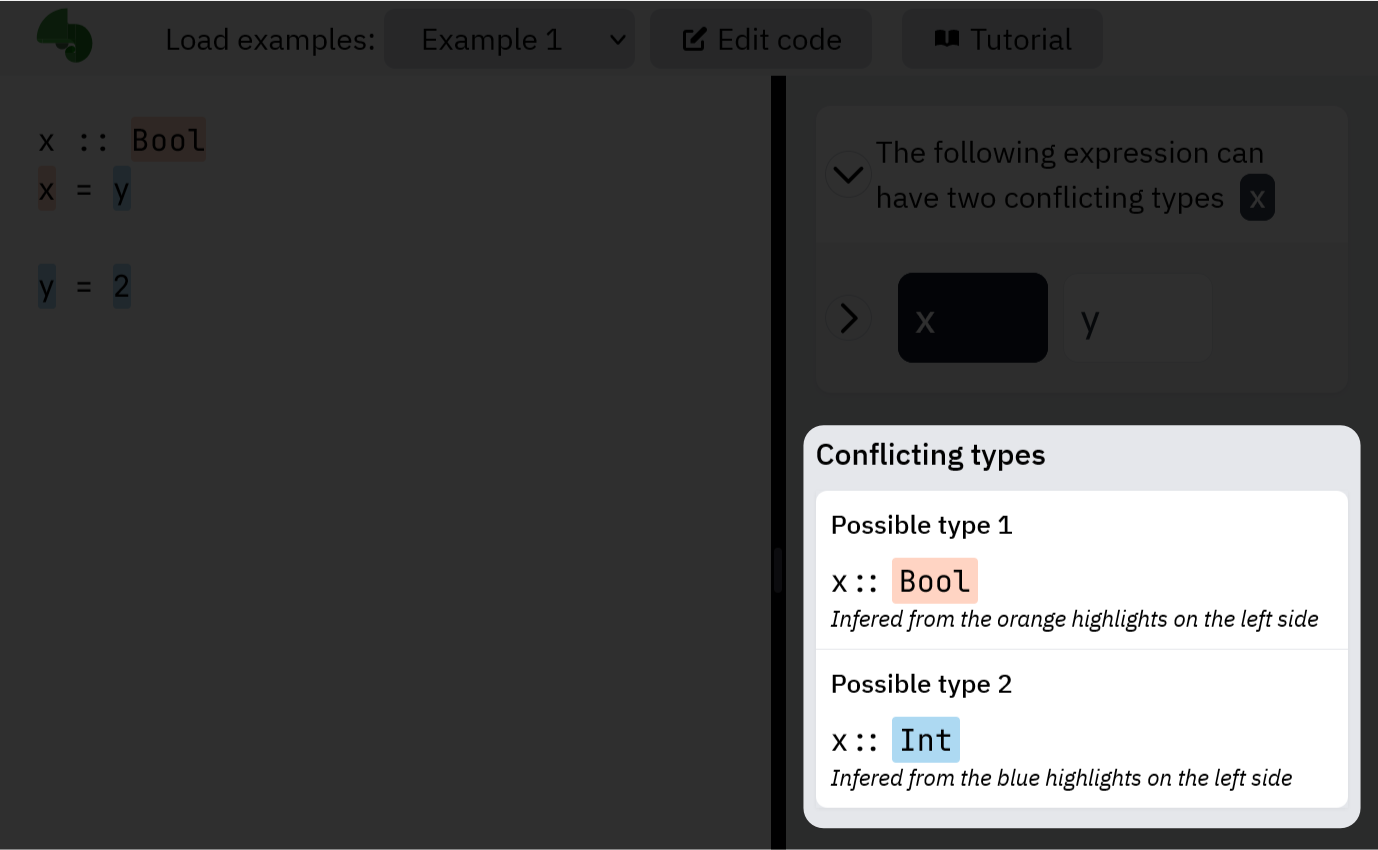 Load examples: Example 1 Edit code Tutorial
x :: Bool
x = y
y = 2
The following expression can
have two conflicting types x
x y
Conflicting types
Possible type 1
x :: Bool
Infered from the orange highlights on the left side
Possible type 2
x :: Int
Infered from the blue highlights on the left side